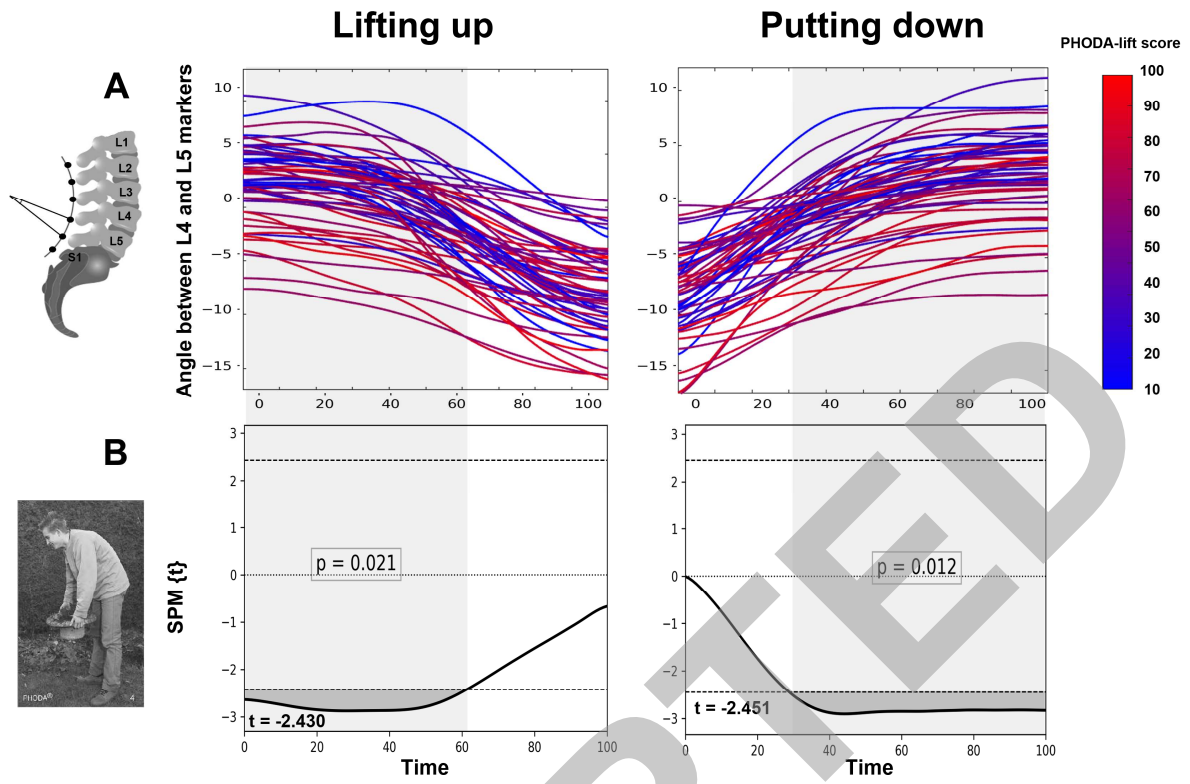 Lifting up
Putting down
PHODA-lift score
A
Angle between L4 and L5 markers
L1
L2
L3
L4
L5
S1
10
5
0
−5
−10
−15
0 20 40 60 80 100
10
5
0
−5
−10
−15
0 20 40 60 80 100
100
90
80
70
60
50
40
30
20
10
B
PHODA
4
SPM {t}
3
2
1
0
−1
−2
−3
p = 0.021
t = -2.430
0 20 40 60 80 100
Time
3
2
1
0
−1
−2
−3
p = 0.012
t = -2.451
0 20 40 60 80 100
Time
PTED